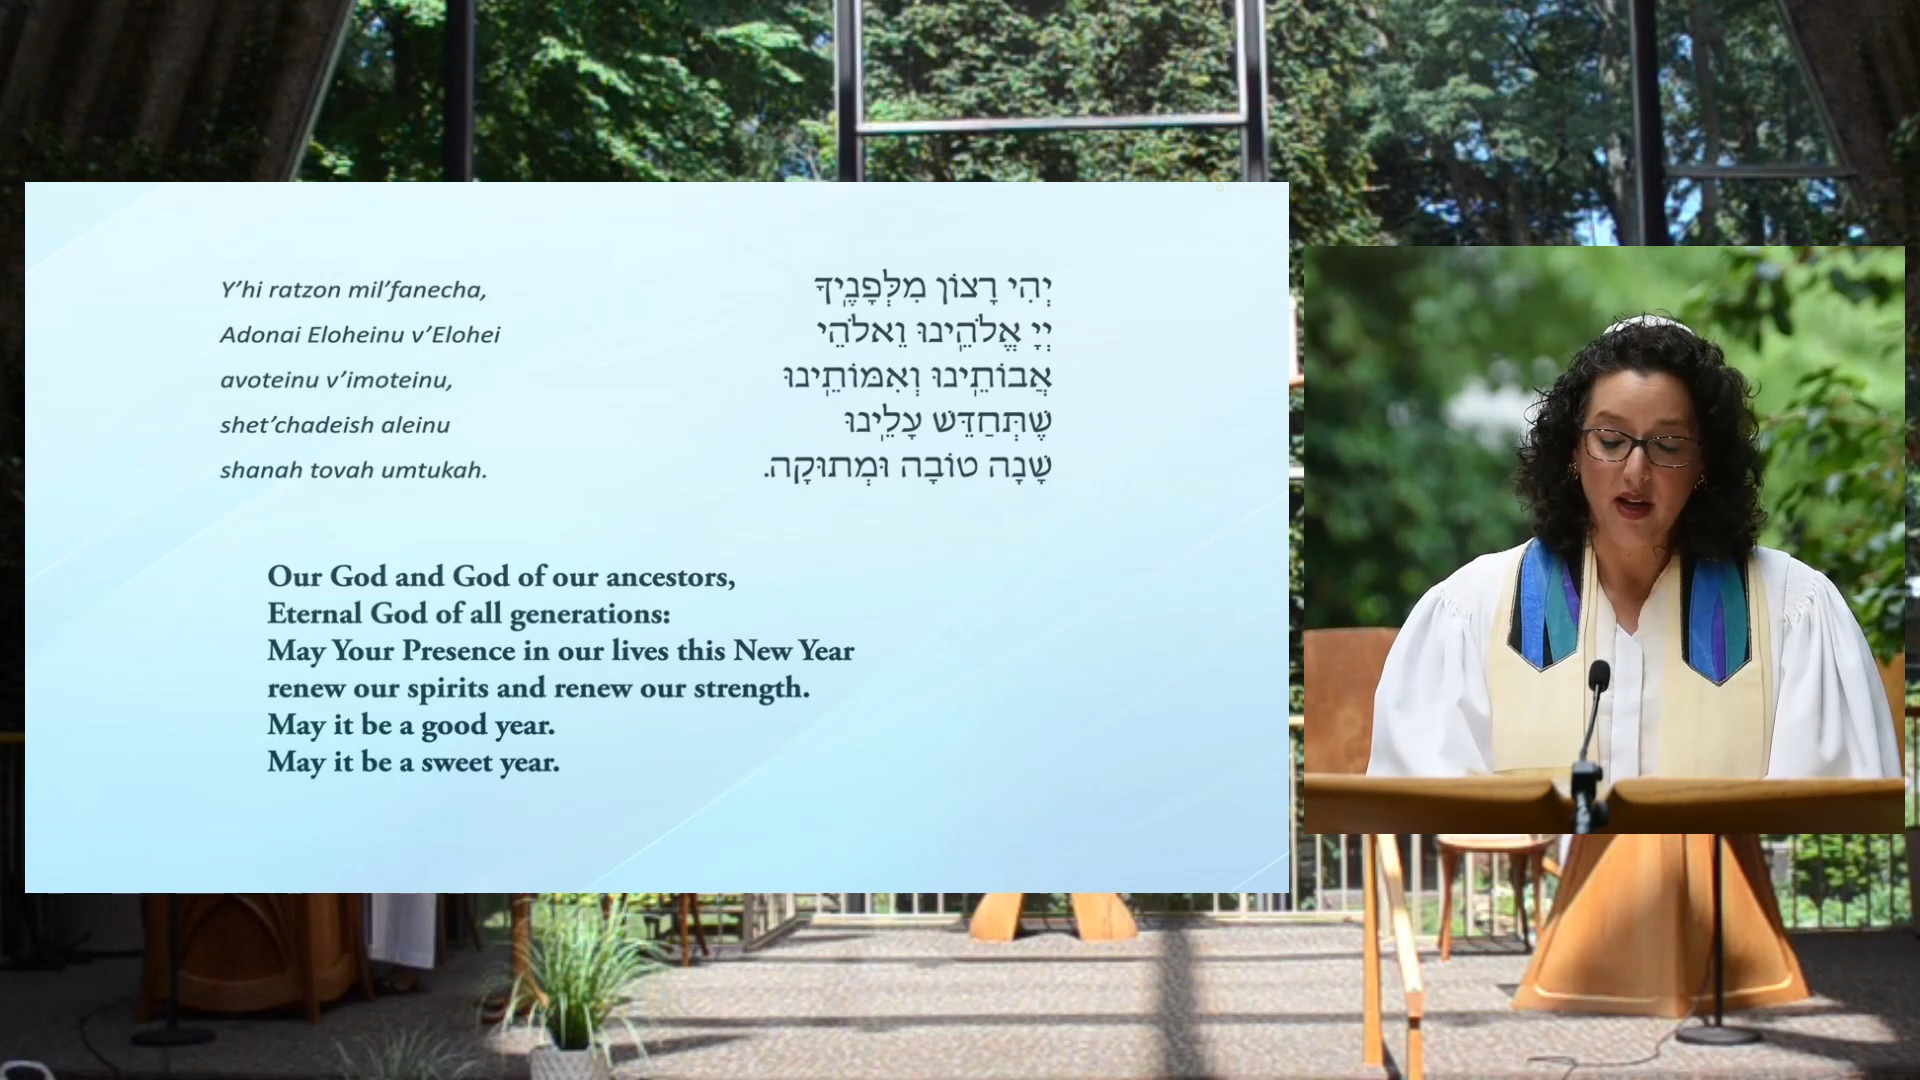 Y’hi ratzon mil’fanecha,
Adonai Eloheinu v’Elohei
avoteinu v’imoteinu,
shet’chadeish aleinu
shanah tovah umtukah.
יְהִי רָצוֹן מִלְּפָנֶֽיךָ
יְיָ אֱלֹהֵֽינוּ וֵאלֹהֵי
אֲבוֹתֵֽינוּ וְאִמּוֹתֵֽינוּ
שֶׁתְּחַדֵּשׁ עָלֵֽינוּ
שָׁנָה טוֹבָה וּמְתוּקָה.
Our God and God of our ancestors,
Eternal God of all generations:
May Your Presence in our lives this New Year
renew our spirits and renew our strength.
May it be a good year.
May it be a sweet year.